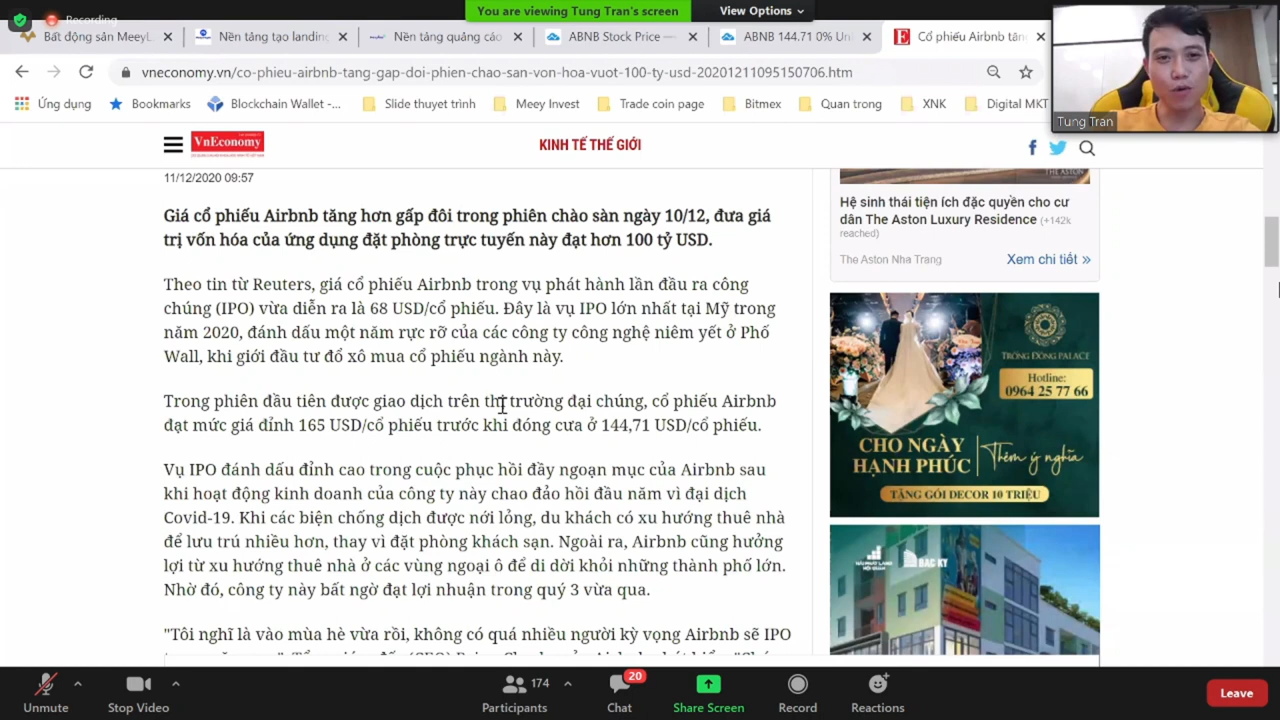 Recording
You are viewing Tung Tran's screen
View Options
Bất động sản MeeyL
Nền tảng tạo landin
Nền tảng quảng cáo
ABNB Stock Price —
ABNB 144.71 0% Un
Cổ phiếu Airbnb tăn
vneconomy.vn/co-phieu-airbnb-tang-gap-doi-phien-chao-san-von-hoa-vuot-100-ty-usd-20201211095150706.htm
Ứng dụng
Bookmarks
Blockchain Wallet -...
Slide thuyet trinh
Meey Invest
Trade coin page
Bitmex
Quan trong
XNK
Digital MKT
Tung Tran
VnEconomy
KINH TẾ THẾ GIỚI
11/12/2020 09:57
Giá cổ phiếu Airbnb tăng hơn gấp đôi trong phiên chào sàn ngày 10/12, đưa giá
trị vốn hóa của ứng dụng đặt phòng trực tuyến này đạt hơn 100 tỷ USD.
Theo tin từ Reuters, giá cổ phiếu Airbnb trong vụ phát hành lần đầu ra công
chúng (IPO) vừa diễn ra là 68 USD/cổ phiếu. Đây là vụ IPO lớn nhất tại Mỹ trong
năm 2020, đánh dấu một năm rực rỡ của các công ty công nghệ niêm yết ở Phố
Wall, khi giới đầu tư đổ xô mua cổ phiếu ngành này.
Trong phiên đầu tiên giao dịch trên thị trường đại chúng, cổ phiếu Airbnb
đạt mức giá đỉnh 165 USD/cổ phiếu trước khi đóng cửa ở 144,71 USD/cổ phiếu.
Vụ IPO đánh dấu đỉnh cao trong cuộc phục hồi đầy ngoạn mục của Airbnb sau
khi hoạt động kinh doanh của công ty này chao đảo hồi đầu năm vì đại dịch
Covid-19. Khi các biện chống dịch được nới lỏng, du khách có xu hướng thuê nhà
để lưu trú nhiều hơn, thay vì đặt phòng khách sạn. Ngoài ra, Airbnb cũng hưởng
lợi từ xu hướng thuê nhà ở các vùng ngoại ô để di dời khỏi những thành phố lớn.
Nhờ đó, công ty này bất ngờ đạt lợi nhuận trong quý 3 vừa qua.
"Tôi nghĩ là vào mùa hè vừa rồi, không có quá nhiều người kỳ vọng Airbnb sẽ IPO
THE ASTON
Hệ sinh thái tiện ích đặc quyền cho cư
dân The Aston Luxury Residence (+142k
reached)
The Aston Nha Trang
Xem chi tiết »
TRỐNG ĐỒNG PALACE
Hotline:
0964 25 77 66
CHO NGÀY
HẠNH PHÚC
Thêm ý nghĩa
TẶNG GÓI DECOR 10 TRIỆU
BAC KY
Unmute
Stop Video
174
Participants
20
Chat
Share Screen
Record
Reactions
Leave